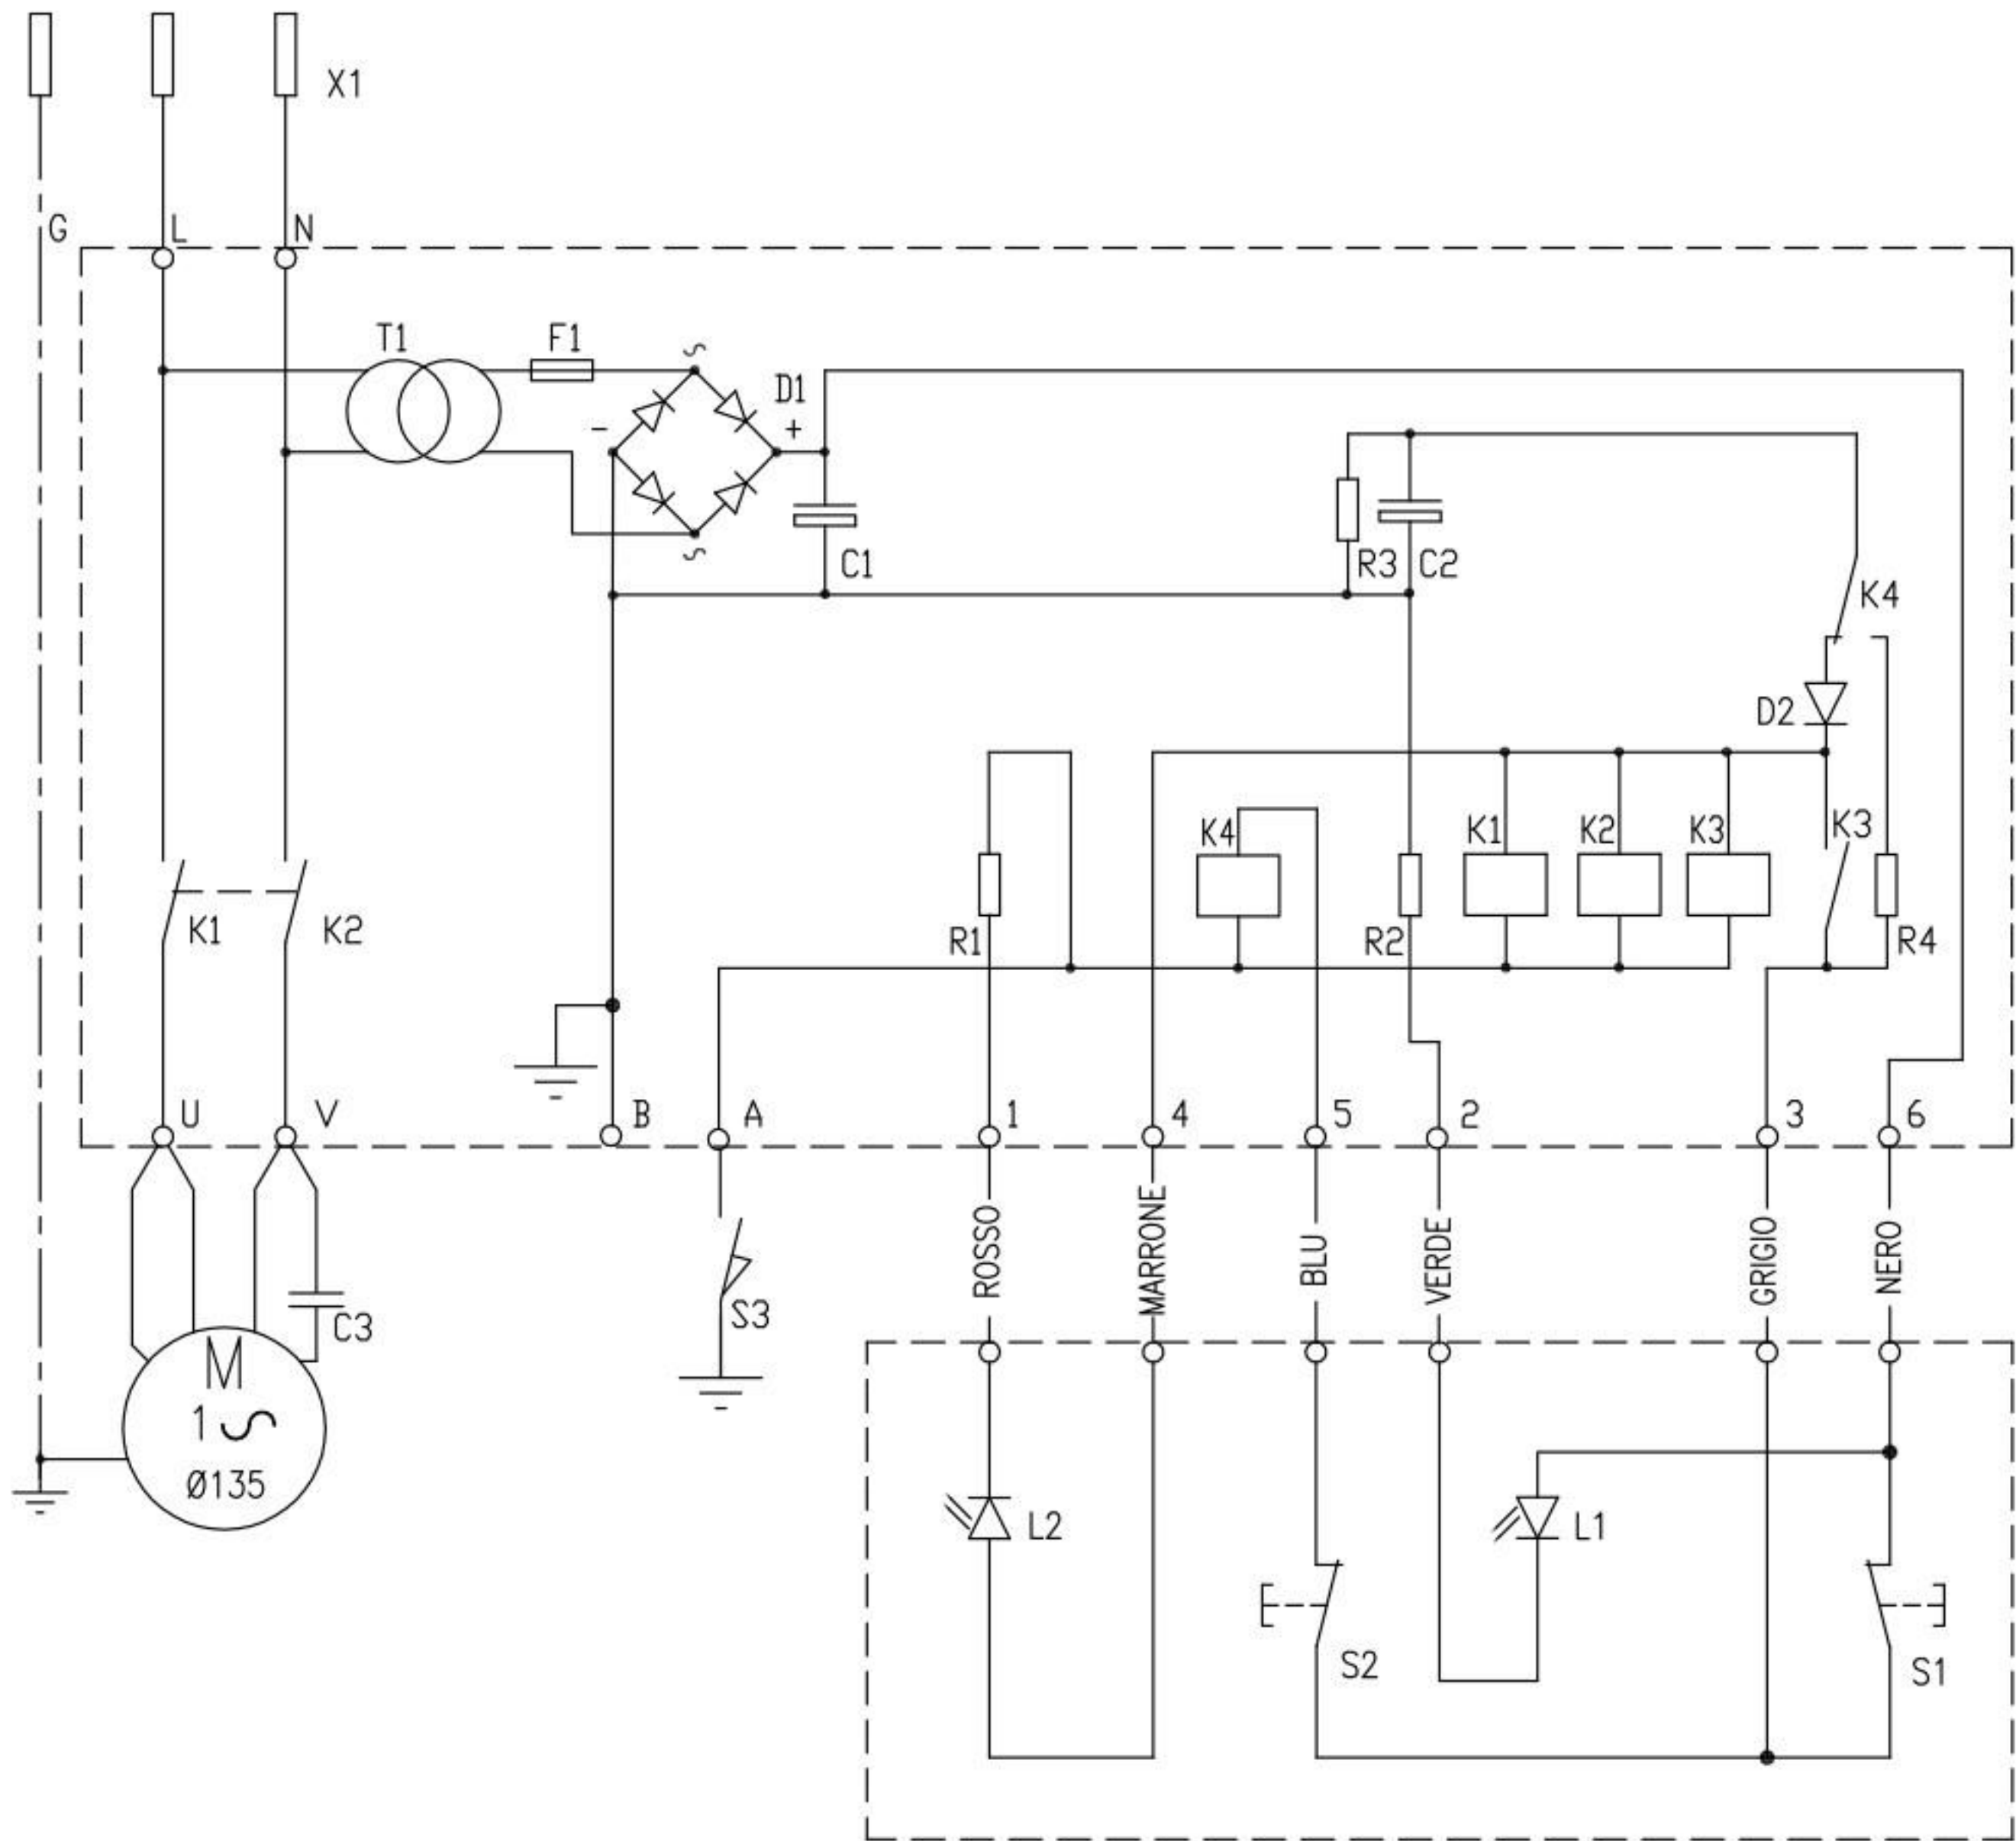 X1
G
L
N
T1
F1
D1
-
+
C1
R3
C2
K4
D2
K4
K1
K2
K3
K3
R1
R2
R4
K1
K2
U
V
B
A
1
4
5
2
3
6
ROSSO
MARRONE
BLU
VERDE
GRIGIO
NERO
S3
C3
M
1
Ø135
L2
L1
S2
S1